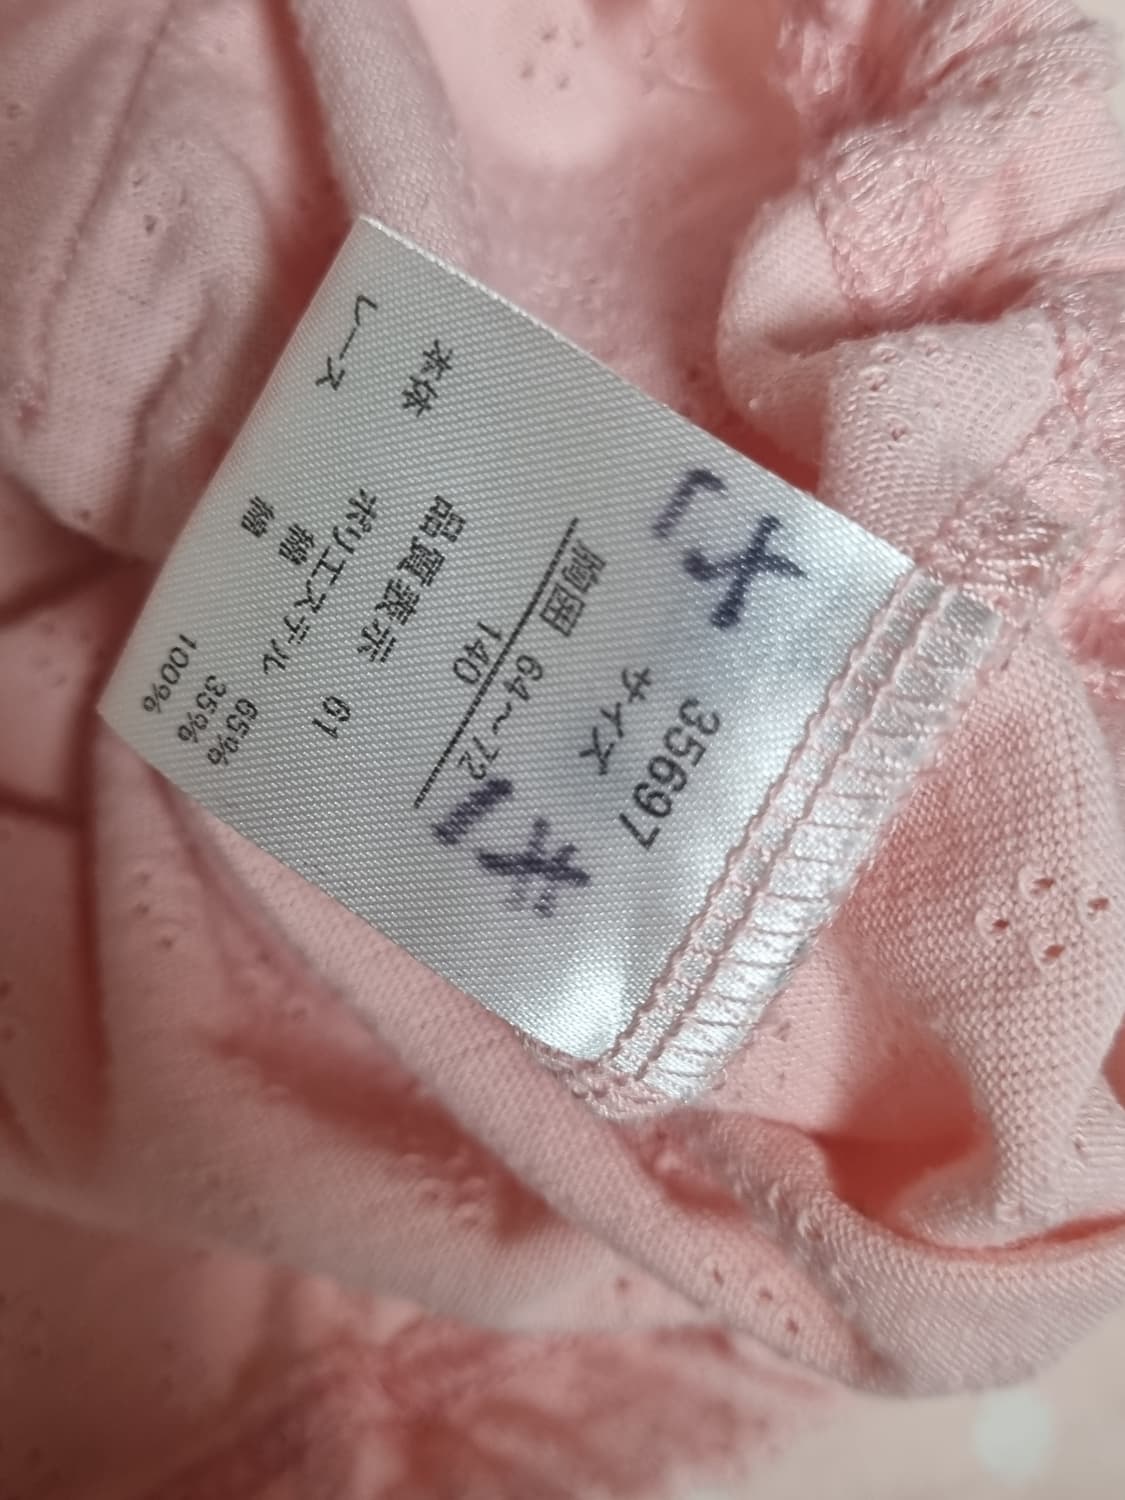 35697
サイズ
胸囲 64~72
140
品質表示 61
本体 ポリエステル 65%
綿 35%
レース 綿 100%